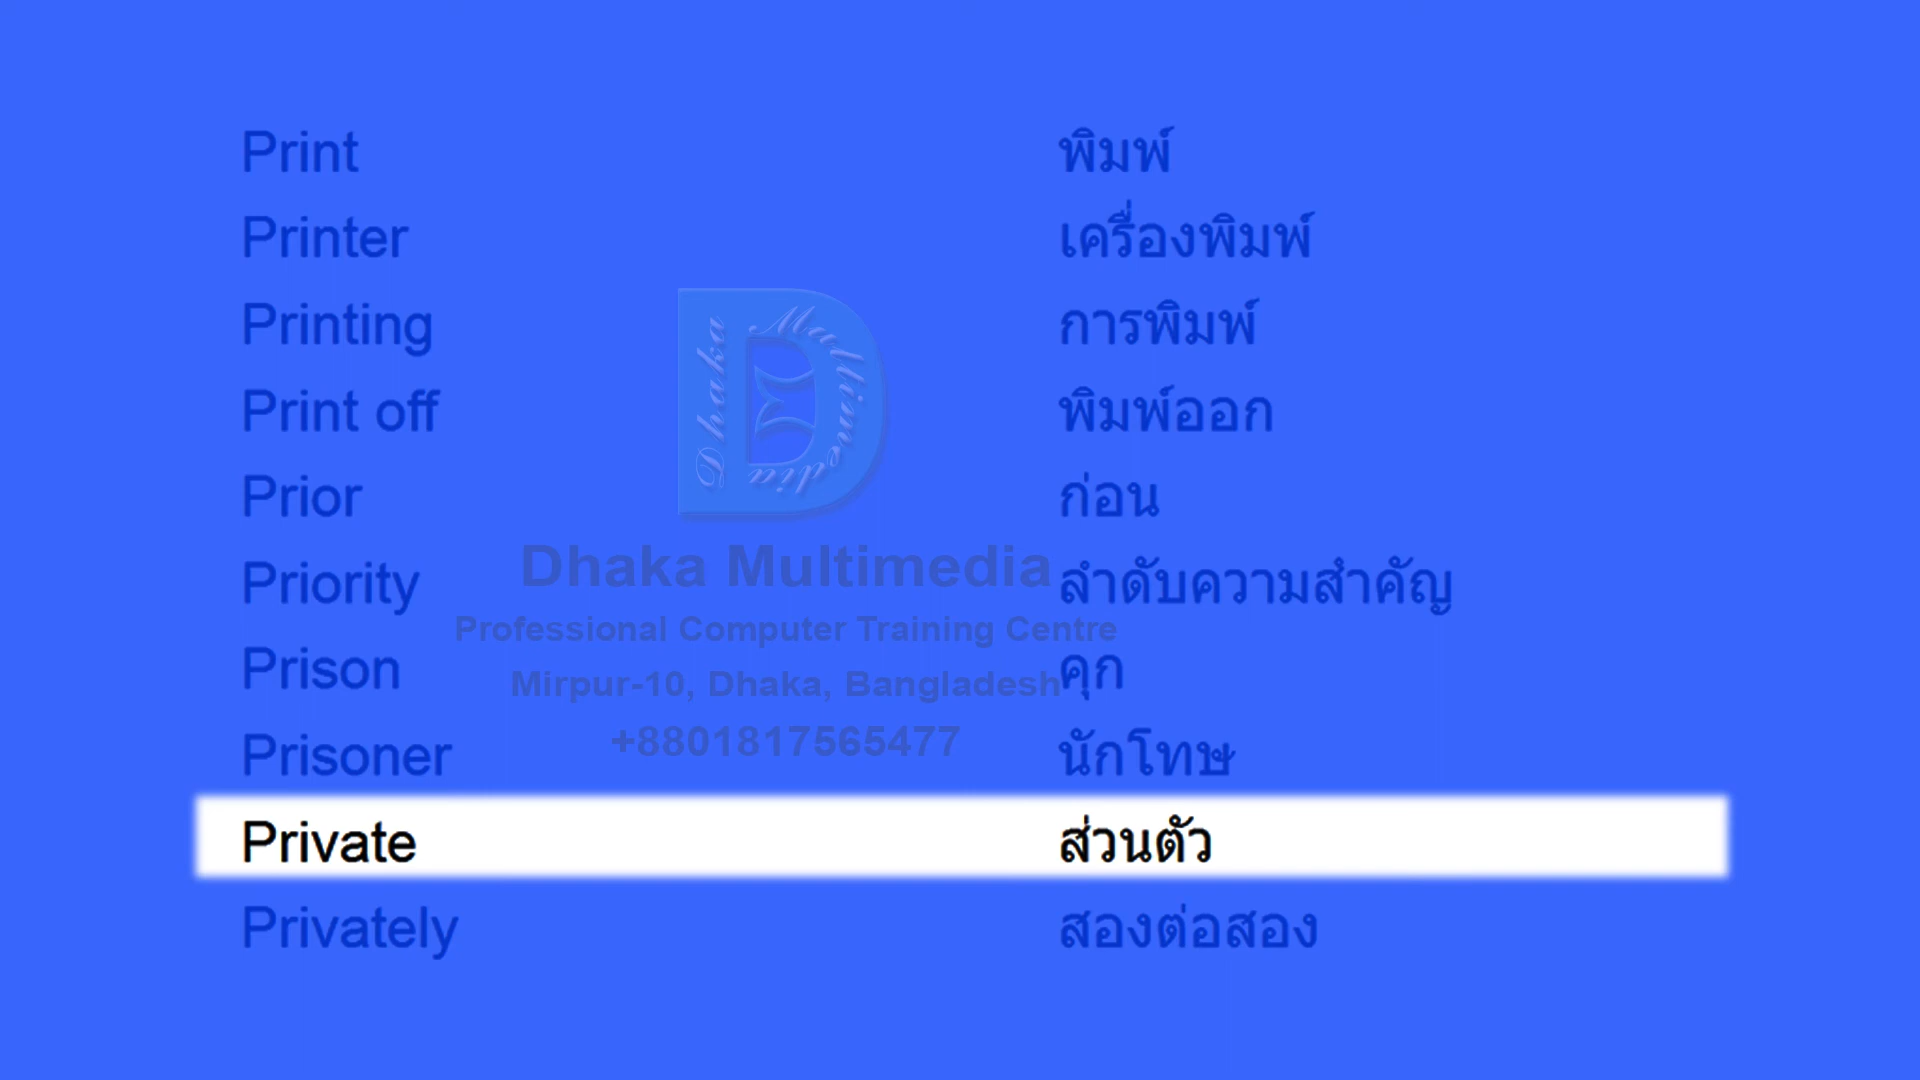 Print พิมพ์
Printer เครื่องพิมพ์
Printing การพิมพ์
Print off พิมพ์ออก
Prior ก่อน
Priority ลำดับความสำคัญ
Prison คุก
Prisoner นักโทษ
Private ส่วนตัว
Privately สองต่อสอง
Dhaka Multimedia
Dhaka Multimedia
Professional Computer Training Centre
Mirpur-10, Dhaka, Bangladesh
+8801817565477